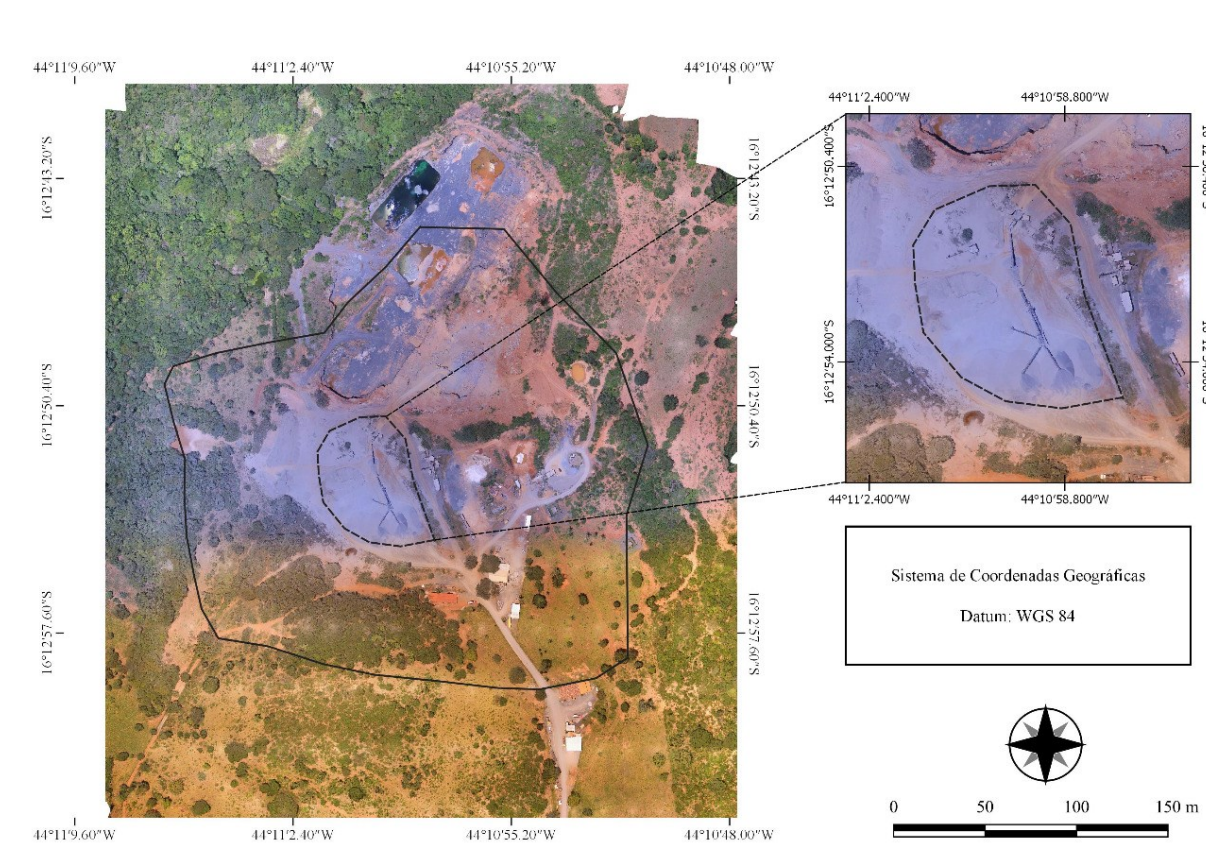 44°11'9.60"W 44°11'2.40"W 44°10'55.20"W 44°10'48.00"W
44°11'2.400"W 44°10'58.800"W
16°12'43.20"S
16°12'43.20"S
16°12'50.400"S
16°12'50.40"S
16°12'50.40"S
16°12'54.000"S
44°11'2.400"W 44°10'58.800"W
16°12'57.60"S
16°12'57.60"S
Sistema de Coordenadas Geográficas
Datum: WGS 84
0 50 100 150 m
44°11'9.60"W 44°11'2.40"W 44°10'55.20"W 44°10'48.00"W